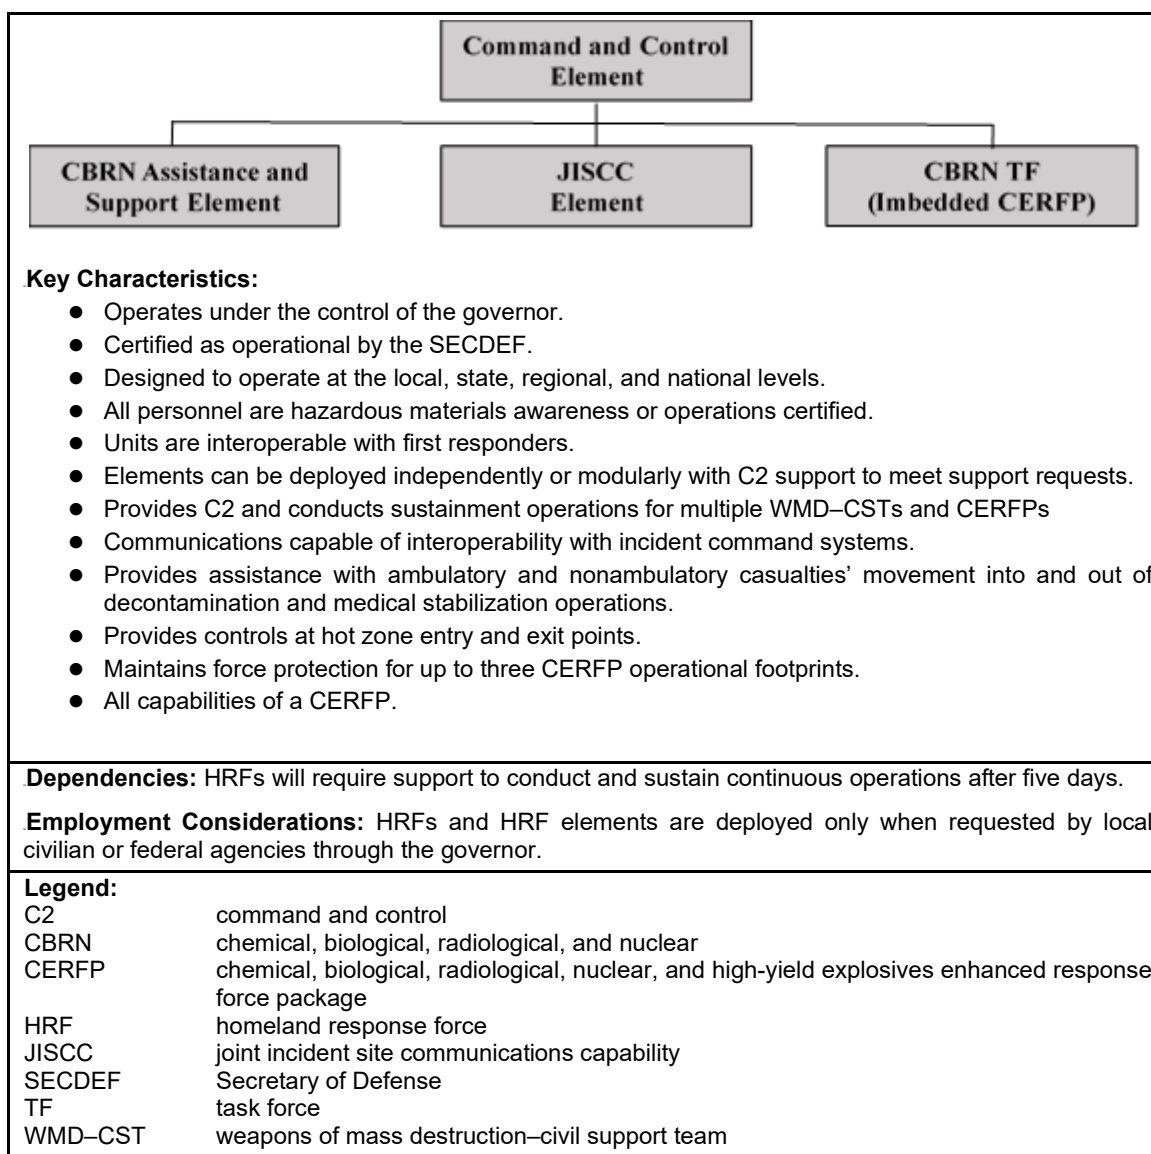 Command and Control
Element
CBRN Assistance and
Support Element
JISCC
Element
CBRN TF
(Imbedded CERFP)
Key Characteristics:
● Operates under the control of the governor.
● Certified as operational by the SECDEF.
● Designed to operate at the local, state, regional, and national levels.
● All personnel are hazardous materials awareness or operations certified.
● Units are interoperable with first responders.
● Elements can be deployed independently or modularly with C2 support to meet support requests.
● Provides C2 and conducts sustainment operations for multiple WMD–CSTs and CERFPs
● Communications capable of interoperability with incident command systems.
● Provides assistance with ambulatory and nonambulatory casualties’ movement into and out of
decontamination and medical stabilization operations.
● Provides controls at hot zone entry and exit points.
● Maintains force protection for up to three CERFP operational footprints.
● All capabilities of a CERFP.
Dependencies: HRFs will require support to conduct and sustain continuous operations after five days.
Employment Considerations: HRFs and HRF elements are deployed only when requested by local
civilian or federal agencies through the governor.
Legend:
C2 command and control
CBRN chemical, biological, radiological, and nuclear
CERFP chemical, biological, radiological, nuclear, and high-yield explosives enhanced response
force package
HRF homeland response force
JISCC joint incident site communications capability
SECDEF Secretary of Defense
TF task force
WMD–CST weapons of mass destruction–civil support team